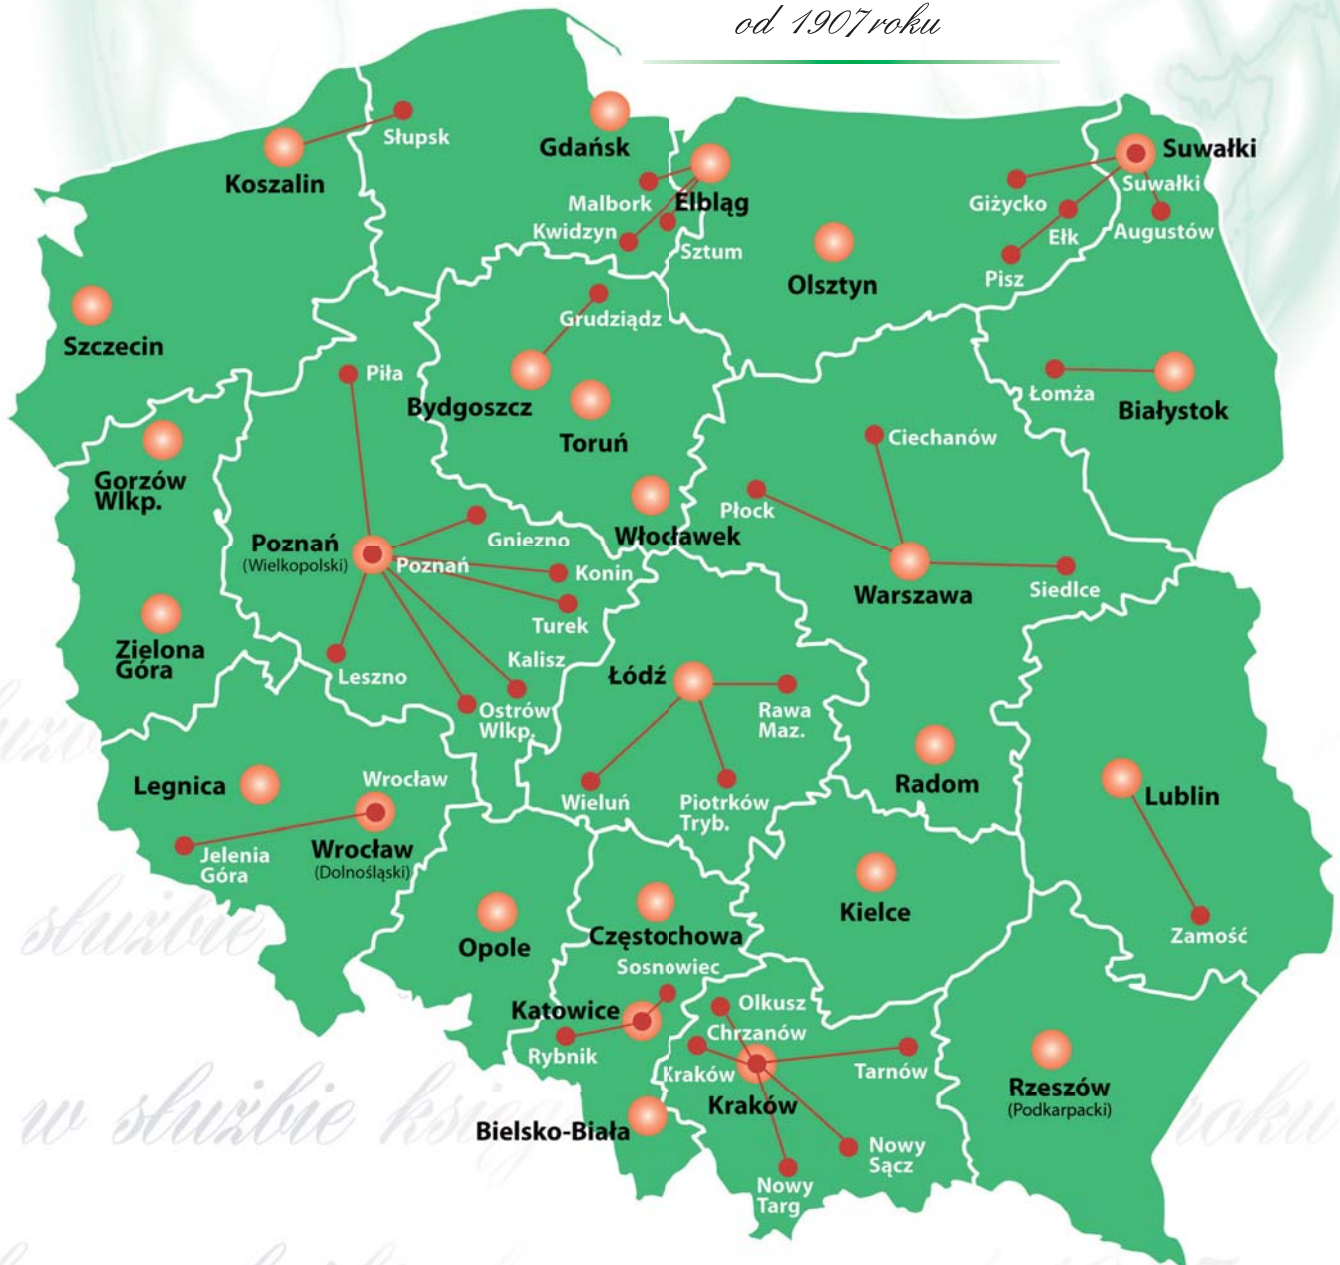 od 1907 roku
Słupsk
Koszalin
Gdańsk
Malbork
Elbląg
Kwidzyn
Sztum
Suwałki
Suwałki
Giżycko
Ełk
Augustów
Pisz
Olsztyn
Szczecin
Grudziądz
Piła
Bydgoszcz
Toruń
Łomża
Białystok
Gorzów
Wlkp.
Ciechanów
Płock
Włocławek
Gniezno
Poznań
(Wielkopolski)
Poznań
Konin
Turek
Warszawa
Siedlce
Zielona
Góra
Leszno
Kalisz
Ostrów
Wlkp.
Łódź
Rawa
Maz.
Wieluń
Piotrków
Tryb.
Radom
Lublin
Legnica
Wrocław
Jelenia
Góra
Wrocław
(Dolnośląski)
Kielce
Opole
Częstochowa
Zamość
Sosnowiec
Katowice
Rybnik
Olkusz
Chrzanów
Kraków
Kraków
Tarnów
Rzeszów
(Podkarpacki)
Bielsko-Biała
Nowy
Sącz
Nowy
Targ
służbie
w służbie
roku